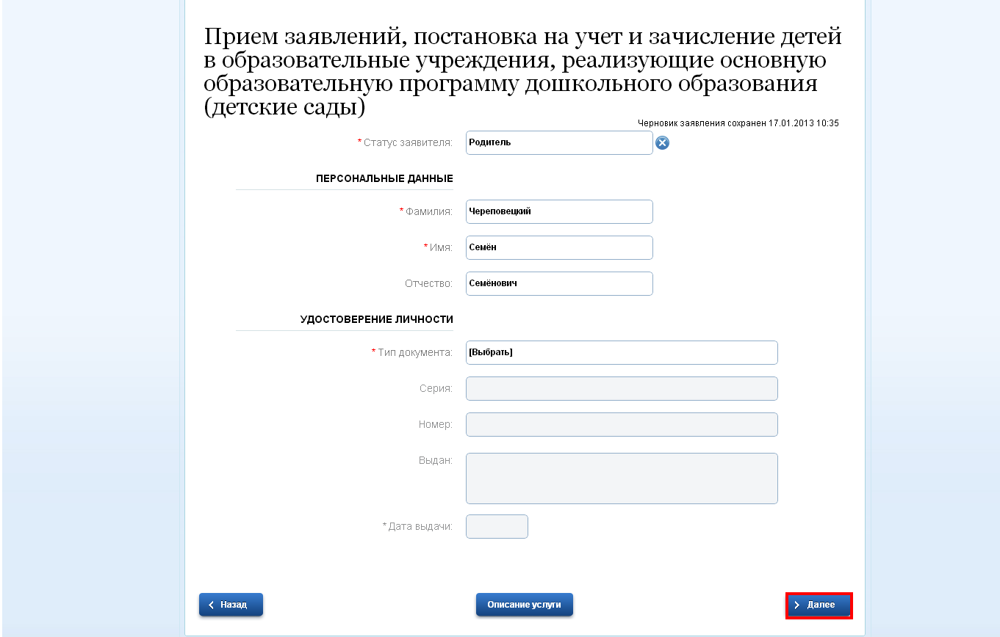 Прием заявлений, постановка на учет и зачисление детей
в образовательные учреждения, реализующие основную
образовательную программу дошкольного образования
(детские сады)
Черновик заявления сохранен 17.01.2013 10:35
* Статус заявителя: Родитель
ПЕРСОНАЛЬНЫЕ ДАННЫЕ
* Фамилия: Череповецкий
* Имя: Семён
Отчество: Семёнович
УДОСТОВЕРЕНИЕ ЛИЧНОСТИ
* Тип документа: [Выбрать]
Серия:
Номер:
Выдан:
* Дата выдачи:
Назад Описание услуги Далее